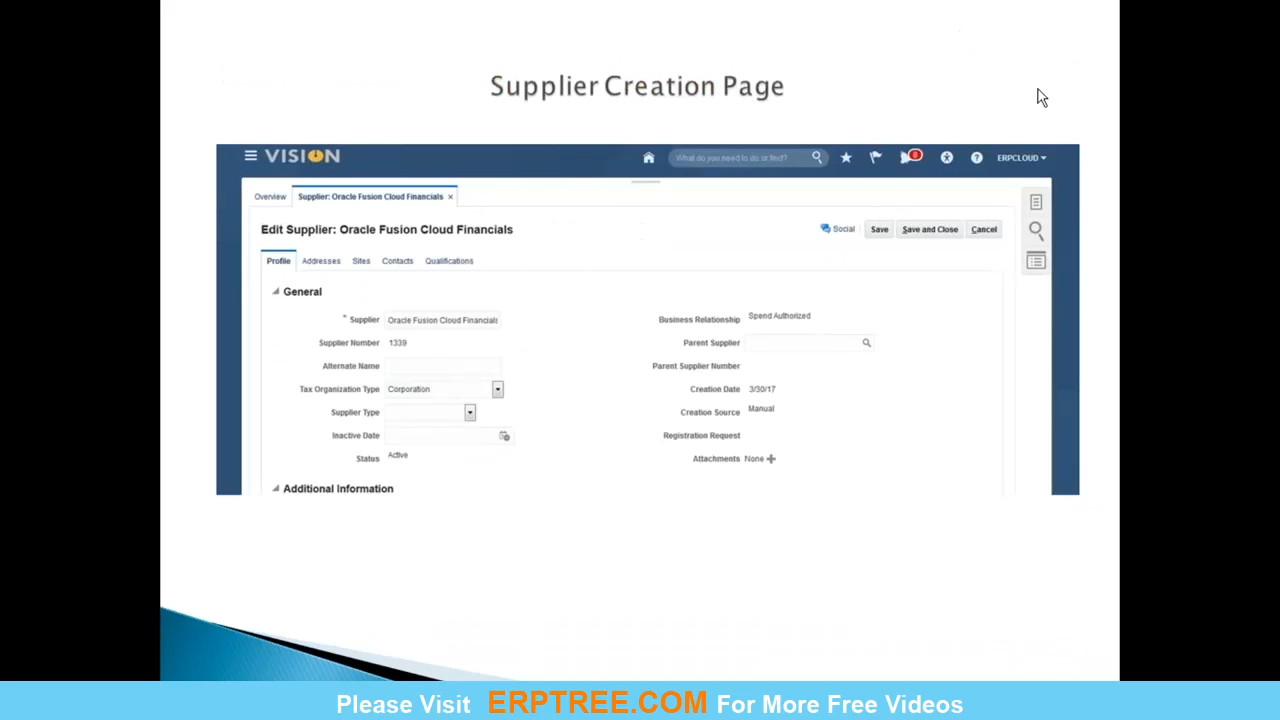 Supplier Creation Page
VISION
What do you need to do or find?
8
ERPCLOUD
Overview
Supplier: Oracle Fusion Cloud Financials ×
Edit Supplier: Oracle Fusion Cloud Financials
Social
Save
Save and Close
Cancel
Profile
Addresses
Sites
Contacts
Qualifications
General
* Supplier Oracle Fusion Cloud Financials
Supplier Number 1339
Alternate Name
Tax Organization Type Corporation
Supplier Type
Inactive Date
Status Active
Business Relationship Spend Authorized
Parent Supplier
Parent Supplier Number
Creation Date 3/30/17
Creation Source Manual
Registration Request
Attachments None
Additional Information
Please Visit ERPTREE.COM For More Free Videos